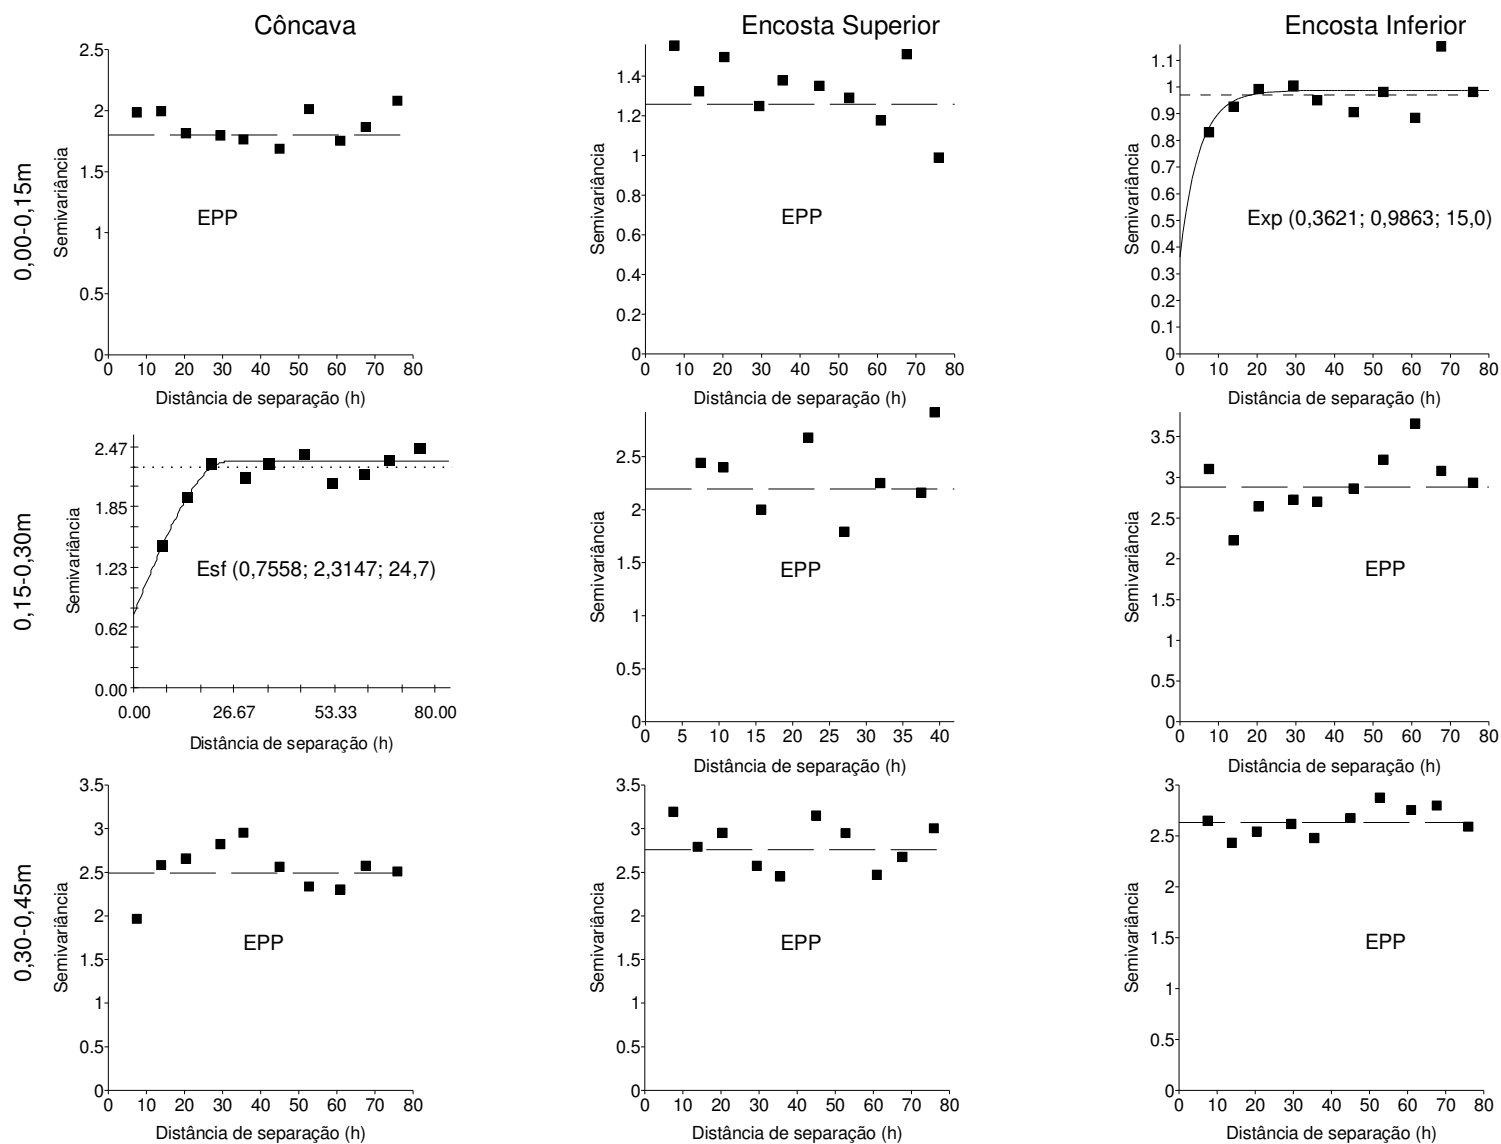 Côncava
Encosta Superior
Encosta Inferior
0,00-0,15m
Semivariância
2.5
2
1.5
1
0.5
0
EPP
0 10 20 30 40 50 60 70 80
Distância de separação (h)
Semivariância
1.4
1.2
1
0.8
0.6
0.4
0.2
0
EPP
0 10 20 30 40 50 60 70 80
Distância de separação (h)
Semivariância
1.1
1
0.9
0.8
0.7
0.6
0.5
0.4
0.3
0.2
0.1
0
Exp (0,3621; 0,9863; 15,0)
0 10 20 30 40 50 60 70 80
Distância de separação (h)
0,15-0,30m
Semivariância
2.47
1.85
1.23
0.62
0.00
Esf (0,7558; 2,3147; 24,7)
0.00 26.67 53.33 80.00
Distância de separação (h)
Semivariância
2.5
2
1.5
1
0.5
0
EPP
0 5 10 15 20 25 30 35 40
Distância de separação (h)
Semivariância
3.5
3
2.5
2
1.5
1
0.5
0
EPP
0 10 20 30 40 50 60 70 80
Distância de separação (h)
0,30-0,45m
Semivariância
3.5
3
2.5
2
1.5
1
0.5
0
EPP
0 10 20 30 40 50 60 70 80
Distância de separação (h)
Semivariância
3.5
3
2.5
2
1.5
1
0.5
0
EPP
0 10 20 30 40 50 60 70 80
Distância de separação (h)
Semivariância
3
2.5
2
1.5
1
0.5
0
EPP
0 10 20 30 40 50 60 70 80
Distância de separação (h)